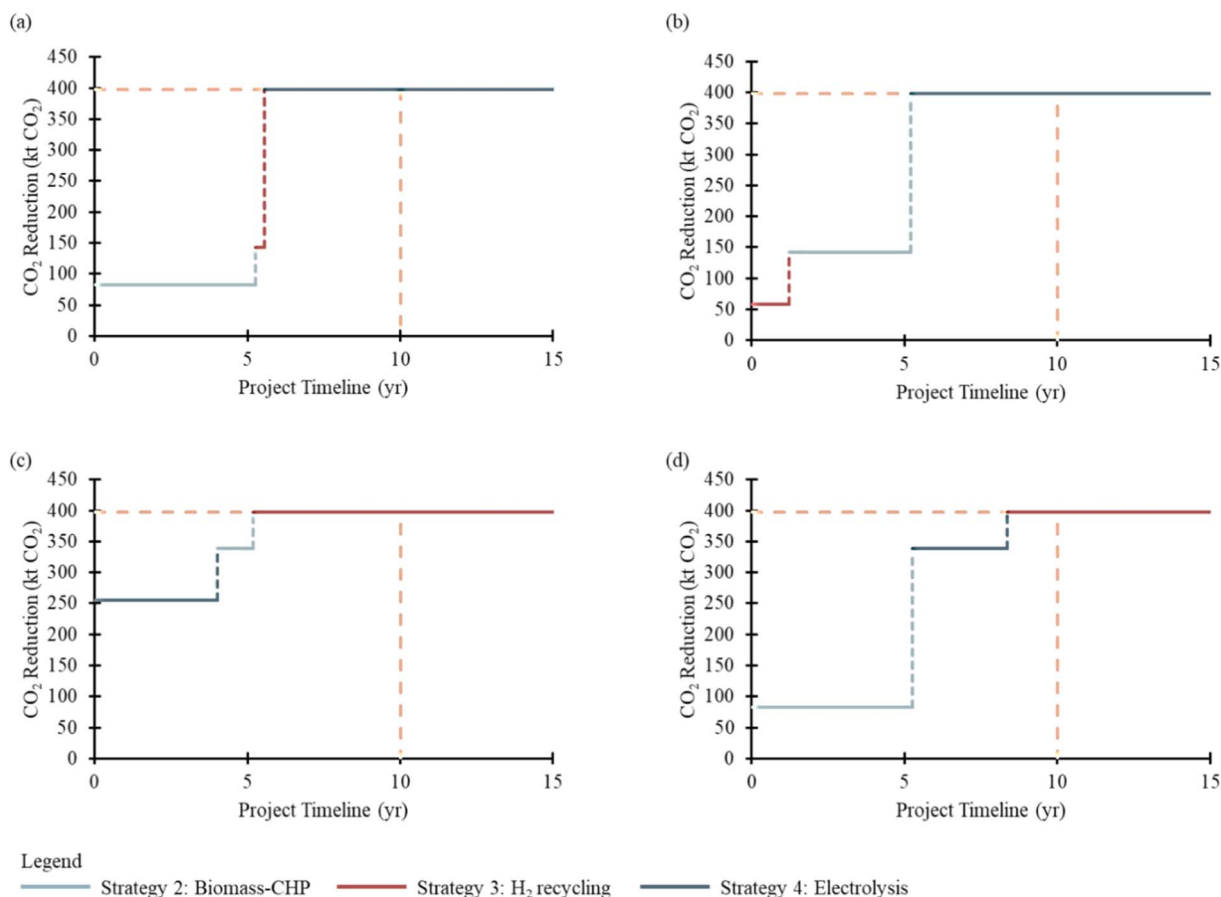 (a)
450
400
350
300
250
200
150
100
50
0
CO₂ Reduction (kt CO₂)
0 5 10 15
Project Timeline (yr)
(b)
450
400
350
300
250
200
150
100
50
0
CO₂ Reduction (kt CO₂)
0 5 10 15
Project Timeline (yr)
(c)
450
400
350
300
250
200
150
100
50
0
CO₂ Reduction (kt CO₂)
0 5 10 15
Project Timeline (yr)
(d)
450
400
350
300
250
200
150
100
50
0
CO₂ Reduction (kt CO₂)
0 5 10 15
Project Timeline (yr)
Legend
Strategy 2: Biomass-CHP Strategy 3: H₂ recycling Strategy 4: Electrolysis